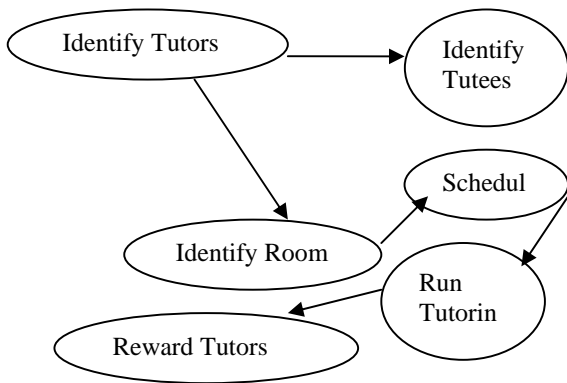 Identify Tutors
Identify
Tutees
Schedul
Identify Room
Run
Tutorin
Reward Tutors